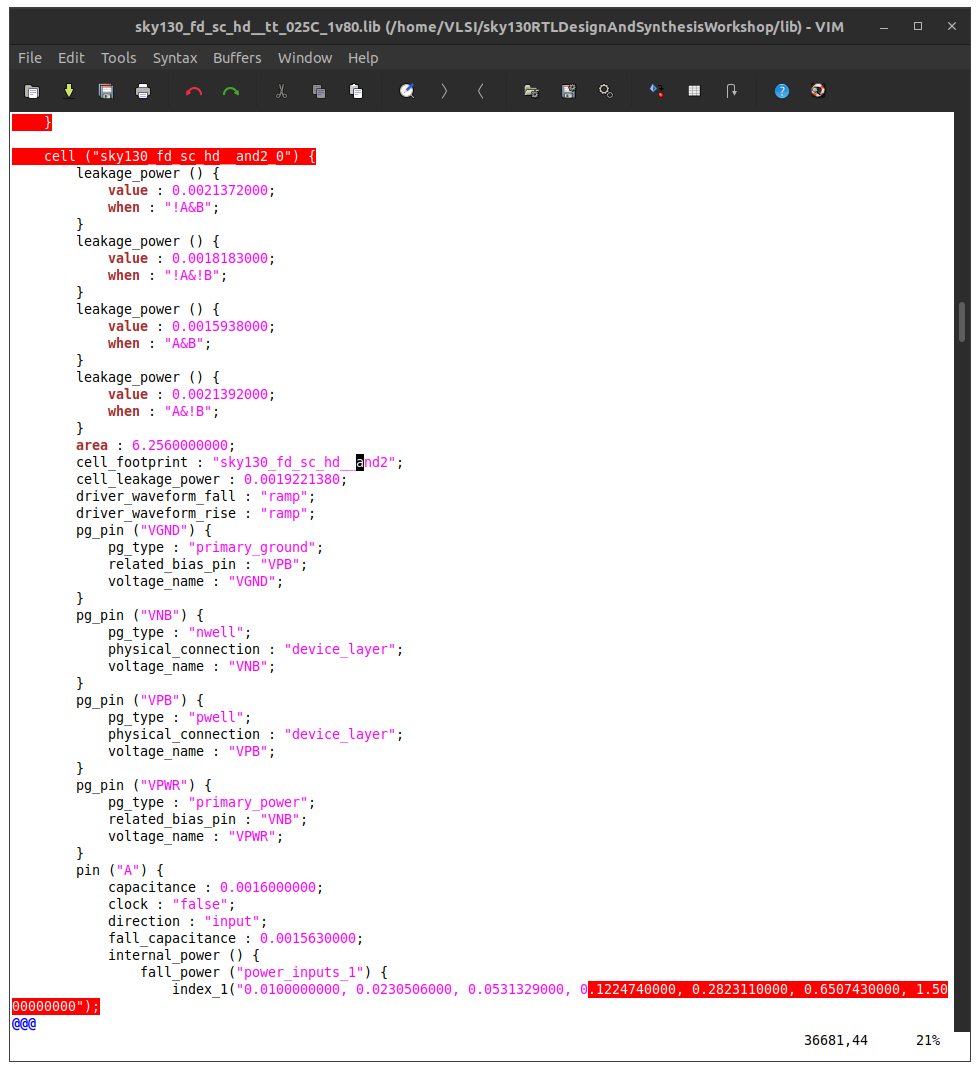 sky130_fd_sc_hd__tt_025C_1v80.lib (/home/VLSI/sky130RTLDesignAndSynthesisWorkshop/lib) - VIM
File Edit Tools Syntax Buffers Window Help
    }

    cell ("sky130_fd_sc_hd__and2_0") {
        leakage_power () {
            value : 0.0021372000;
            when : "!A&B";
        }
        leakage_power () {
            value : 0.0018183000;
            when : "!A&!B";
        }
        leakage_power () {
            value : 0.0015938000;
            when : "A&B";
        }
        leakage_power () {
            value : 0.0021392000;
            when : "A&!B";
        }
        area : 6.2560000000;
        cell_footprint : "sky130_fd_sc_hd__and2";
        cell_leakage_power : 0.0019221380;
        driver_waveform_fall : "ramp";
        driver_waveform_rise : "ramp";
        pg_pin ("VGND") {
            pg_type : "primary_ground";
            related_bias_pin : "VPB";
            voltage_name : "VGND";
        }
        pg_pin ("VNB") {
            pg_type : "nwell";
            physical_connection : "device_layer";
            voltage_name : "VNB";
        }
        pg_pin ("VPB") {
            pg_type : "pwell";
            physical_connection : "device_layer";
            voltage_name : "VPB";
        }
        pg_pin ("VPWR") {
            pg_type : "primary_power";
            related_bias_pin : "VNB";
            voltage_name : "VPWR";
        }
        pin ("A") {
            capacitance : 0.0016000000;
            clock : "false";
            direction : "input";
            fall_capacitance : 0.0015630000;
            internal_power () {
                fall_power ("power_inputs_1") {
                    index_1("0.0100000000, 0.0230506000, 0.0531329000, 0.1224740000, 0.2823110000, 0.6507430000, 1.50
00000000");
@@@
36681,44 21%